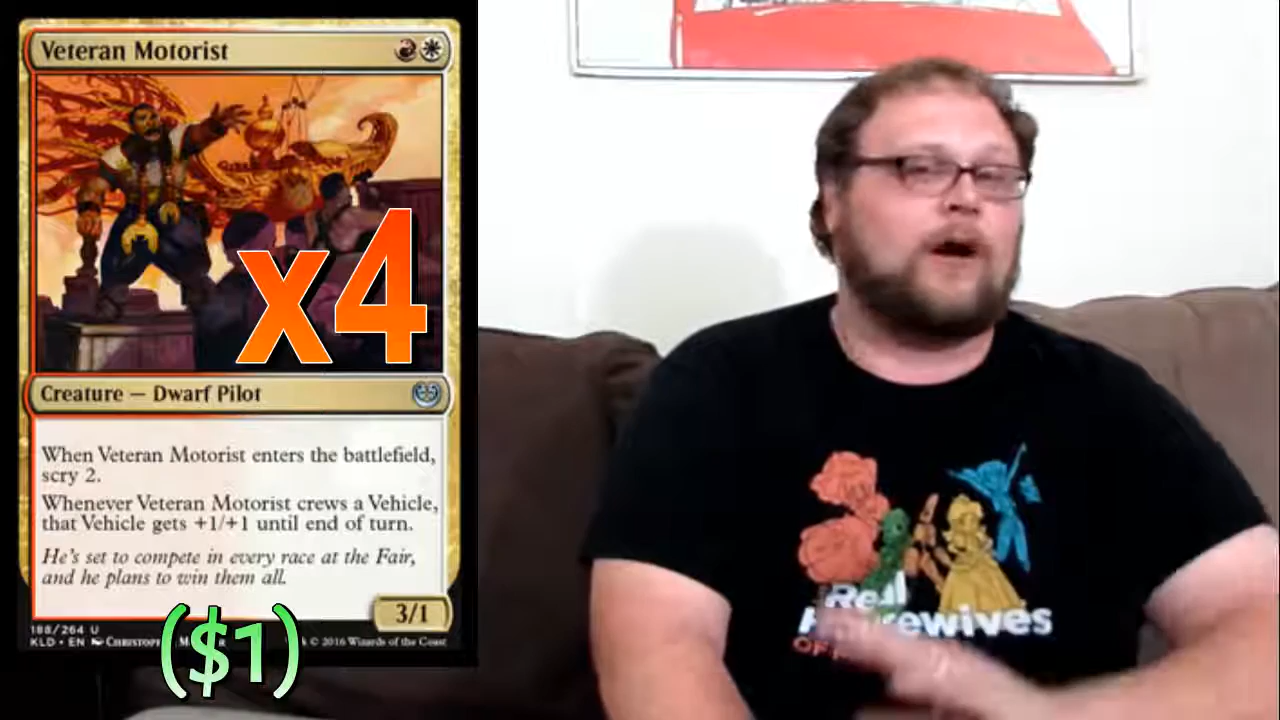 Veteran Motorist
x4
Creature — Dwarf Pilot
When Veteran Motorist enters the battlefield,
scry 2.
Whenever Veteran Motorist crews a Vehicle,
that Vehicle gets +1/+1 until end of turn.
He's set to compete in every race at the Fair,
and he plans to win them all.
3/1
188/264 U
KLD • EN
© 2016 Wizards of the Coast
($1)
Real
Housewives
OF